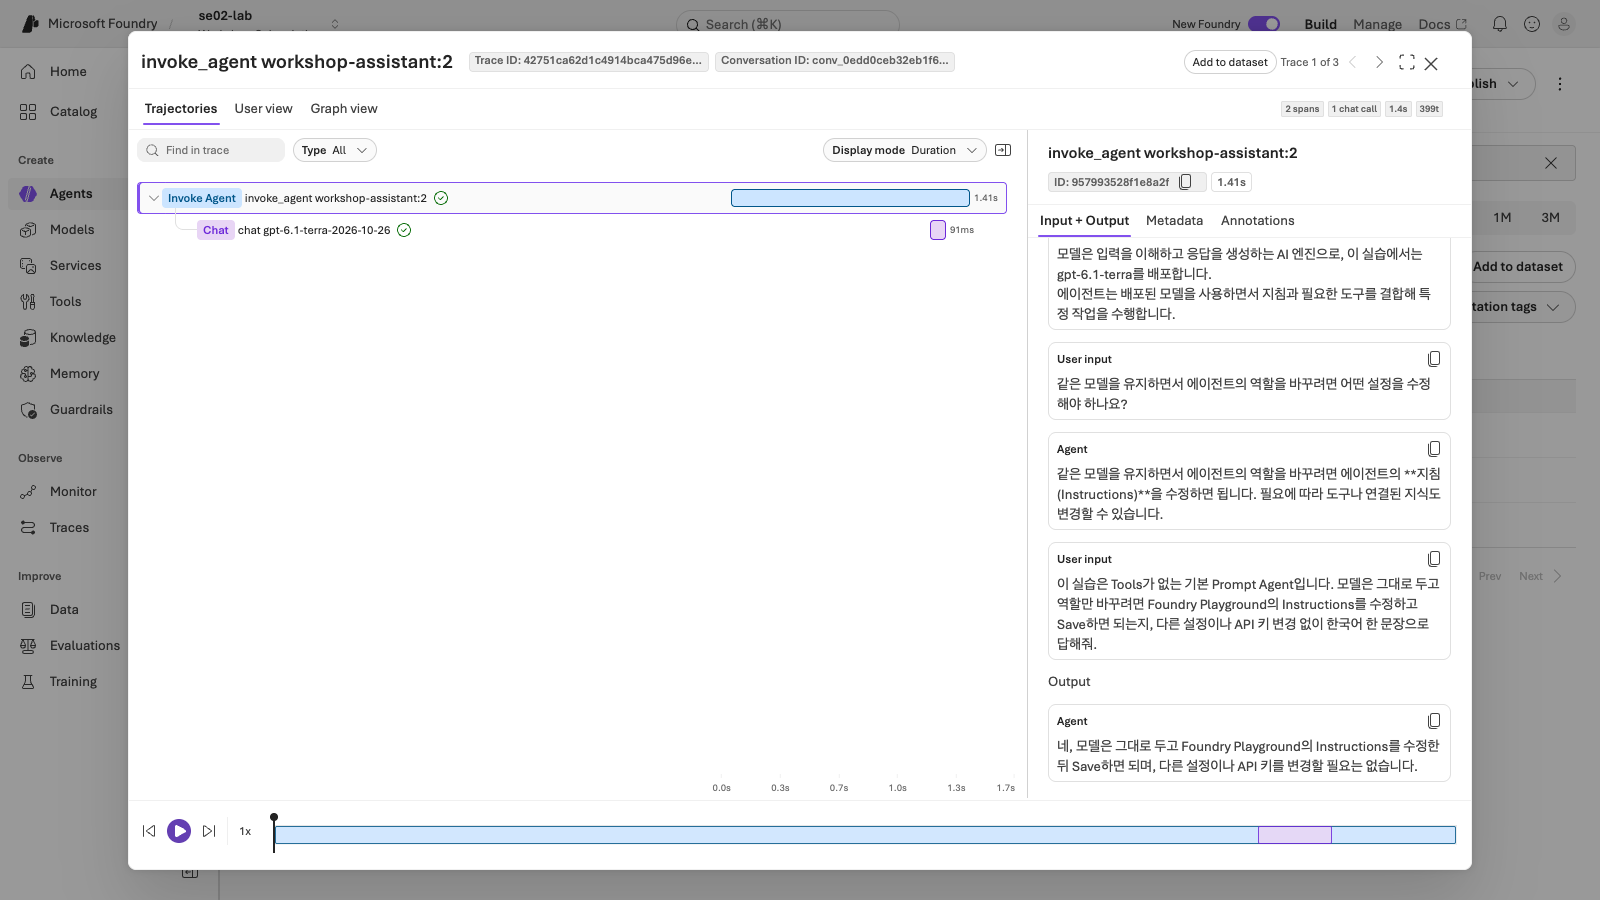 Microsoft Foundry
se02-lab
Search (⌘K)
New Foundry
Build
Manage
Docs
Home
Catalog
Create
Agents
Models
Services
Tools
Knowledge
Memory
Guardrails
Observe
Monitor
Traces
Improve
Data
Evaluations
Training
invoke_agent workshop-assistant:2
Trace ID: 42751ca62d1c4914bca475d96e...
Conversation ID: conv_0edd0ceb32eb1f6...
Add to dataset
Trace 1 of 3
Trajectories
User view
Graph view
2 spans
1 chat call
1.4s
399t
Find in trace
Type All
Display mode Duration
Invoke Agent invoke_agent workshop-assistant:2
1.41s
Chat chat gpt-6.1-terra-2026-10-26
91ms
0.0s
0.3s
0.7s
1.0s
1.3s
1.7s
1x
invoke_agent workshop-assistant:2
ID: 957993528f1e8a2f
1.41s
Input + Output
Metadata
Annotations
모델은 입력을 이해하고 응답을 생성하는 AI 엔진으로, 이 실습에서는
gpt-6.1-terra를 배포합니다.
에이전트는 배포된 모델을 사용하면서 지침과 필요한 도구를 결합해 특
정 작업을 수행합니다.
User input
같은 모델을 유지하면서 에이전트의 역할을 바꾸려면 어떤 설정을 수정
해야 하나요?
Agent
같은 모델을 유지하면서 에이전트의 역할을 바꾸려면 에이전트의 **지침
(Instructions)**을 수정하면 됩니다. 필요에 따라 도구나 연결된 지식도
변경할 수 있습니다.
User input
이 실습은 Tools가 없는 기본 Prompt Agent입니다. 모델은 그대로 두고
역할만 바꾸려면 Foundry Playground의 Instructions를 수정하고
Save하면 되는지, 다른 설정이나 API 키 변경 없이 한국어 한 문장으로
답해줘.
Output
Agent
네, 모델은 그대로 두고 Foundry Playground의 Instructions를 수정한
뒤 Save하면 되며, 다른 설정이나 API 키를 변경할 필요는 없습니다.
lish
1M
3M
Add to dataset
tation tags
Prev
Next